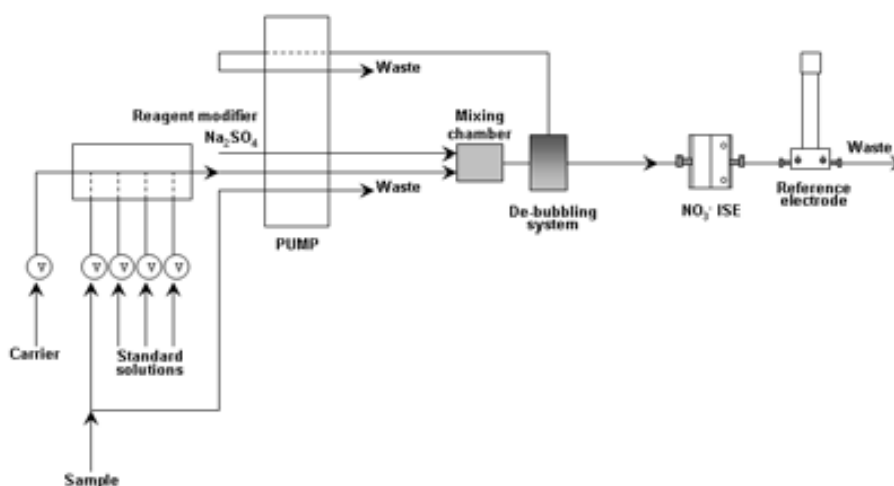 Waste
Reagent modifier
Na₂SO₄
Mixing
chamber
Waste
Waste
PUMP
De-bubbling
system
NO₃⁻ ISE
Reference
electrode
V V V V V
Carrier
Standard
solutions
Sample